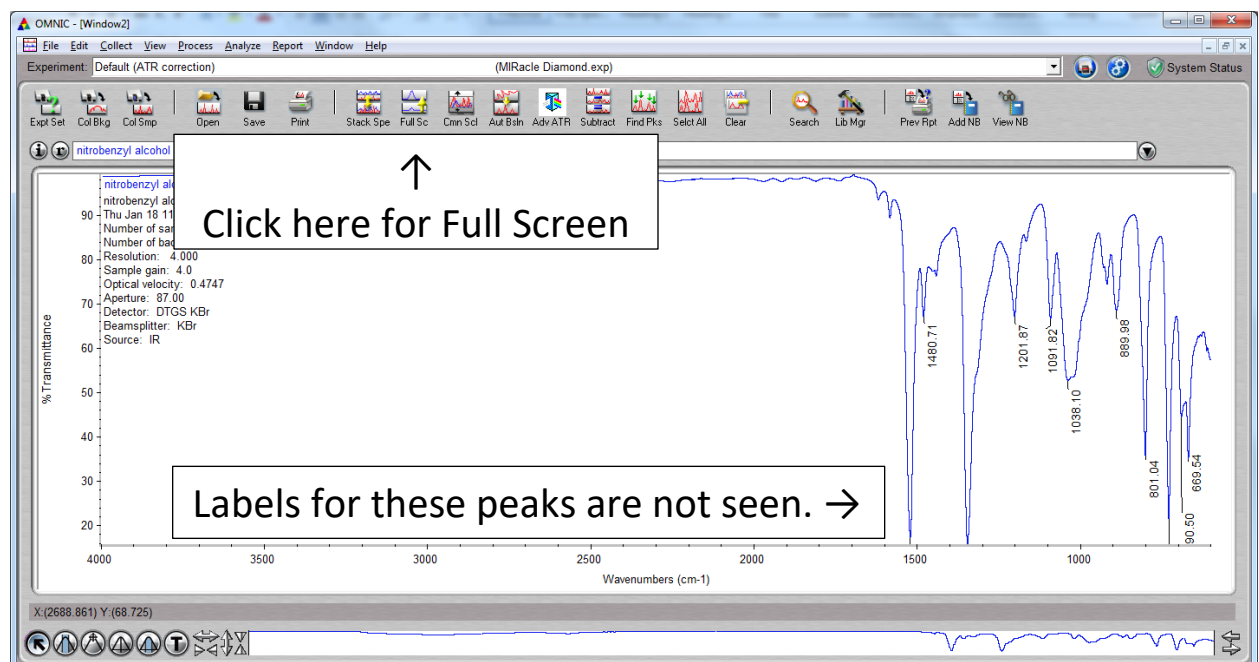 OMNIC - [Window2]
File Edit Collect View Process Analyze Report Window Help
Experiment: Default (ATR correction) (MIRacle Diamond.exp) System Status
Expt Set Col Bkg Col Smp Open Save Print Stack Spe Full Sc Cmn Scl Aut Bsln Adv ATR Subtract Find Pks Selct All Clear Search Lib Mgr Prev Rpt Add NB View NB
nitrobenzyl alcohol
↑
Click here for Full Screen
nitrobenzyl
nitrobenzyl
Thu Jan 18
Number of
Number of
Resolution: 4.000
Sample gain: 4.0
Optical velocity: 0.4747
Aperture: 87.00
Detector: DTGS KBr
Beamsplitter: KBr
Source: IR
%Transmittance
90
80
70
60
50
40
30
20
1480.71
1201.87
1091.82
1038.10
889.98
801.04
90.50
669.54
Labels for these peaks are not seen. →
4000 3500 3000 2500 2000 1500 1000
Wavenumbers (cm-1)
X:(2688.861) Y:(68.725)
T